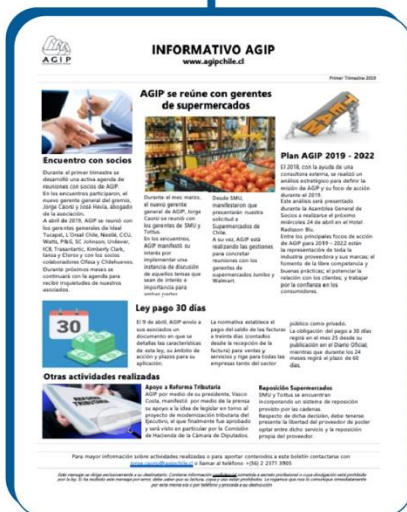 AGIP
INFORMATIVO AGIP
www.agipchile.cl
Primer Trimestre 2019
AGIP se reúne con gerentes
de supermercados
Encuentro con socios
Durante el primer trimestre se
desarrolló una activa agenda de
reuniones con socios de AGIP.
En los encuentros participaron, el
nuevo gerente general del gremio,
Jorge Caorsi y José Hevia, abogado
de la asociación.
A abril de 2019, AGIP se reunió con
los gerentes generales de Ideal
Tucapel, L'Oreal Chile, Nestlé, CCU,
Watts, P&G, SC Johnson, Unilever,
ICB, Trasantartic, Kimberly Clark,
Iansa y Clorox y con los socios
colaboradores Ofasa y Chilehuevos.
Durante próximos meses se
continuará con la agenda para
recibir inquietudes de nuestros
asociados.
Durante el mes marzo,
el nuevo gerente
general de AGIP, Jorge
Caorsi se reunió con
los gerentes de SMU y
Tottus.
En los encuentros,
AGIP manifestó su
interés por
implementar una
instancia de discusión
de aquellos temas que
sean de interés e
importancia para
ambas partes
Desde SMU,
manifestaron que
presentarán nuestra
solicitud a
Supermercados de
Chile.
A su vez, AGIP está
realizando las gestiones
para concretar
reuniones con los
gerentes de
supermercados Jumbo y
Walmart.
TEAM
Plan AGIP 2019 - 2022
El 2018, con la ayuda de una
consultora externa, se realizó un
análisis estratégico para definir la
misión de AGIP y su foco de acción
durante el 2019.
Este análisis será presentado
durante la Asamblea General de
Socios a realizarse el próximo
miércoles 24 de abril en el Hotel
Radisson Blu.
Entre los principales focos de acción
de AGIP para 2019 – 2022 están
la representación de toda la
industria proveedora y sus marcas; el
fomento de la libre competencia y
buenas prácticas; el potenciar la
relación con los clientes, y trabajar
por la confianza en los
consumidores.
30
Ley pago 30 días
El 9 de abril, AGIP envió a
sus asociados un
documento en que se
detallan las características
de esta ley, su ámbito de
acción y plazos para su
aplicación.
La normativa establece el
pago del saldo de las facturas
a treinta días (contados
desde la recepción de la
factura) para ventas y
servicios y rige para todas las
empresas tanto del sector
público como privado.
La obligación del pago a 30 días
regirá en el mes 25 desde su
publicación en el Diario Oficial,
mientras que durante los 24
meses regirá el plazo de 60
días.
Otras actividades realizadas
REFORMA
TRIBUTARIA
Apoyo a Reforma Tributaria
AGIP por medio de su presidente, Vasco
Costa, manifestó por medio de la prensa
su apoyo a la idea de legislar en torno al
proyecto de modernización tributaria del
Ejecutivo, el que finalmente fue aprobado
y será visto en particular por la Comisión
de Hacienda de la Cámara de Diputados.
Reposición Supermercados
SMU y Tottus se encuentran
incorporando un sistema de reposición
provisto por las cadenas.
Respecto de dicha decisión, debe tenerse
presente la libertad del proveedor de poder
optar entre dicho servicio y la reposición
propia del proveedor.
Para mayor información sobre actividades realizadas o para aportar contenidos a este boletín contactarse con
jorge.caorsi@agipchile.cl o llamar al teléfono: +(56) 2 2371 3905